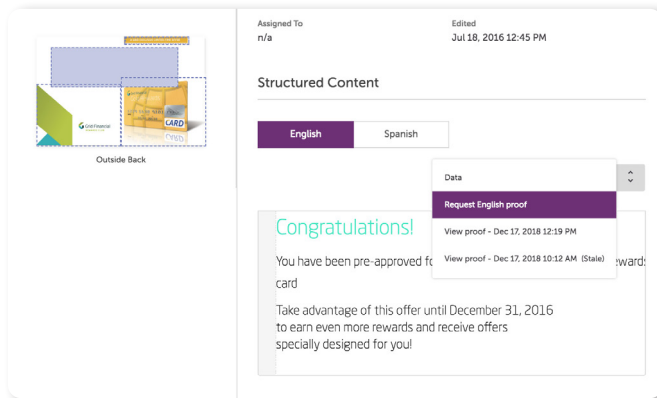 Assigned To
n/a
Edited
Jul 18, 2016 12:45 PM
Structured Content
English
Spanish
Data
Request English proof
View proof - Dec 17, 2018 12:19 PM
View proof - Dec 17, 2018 10:12 AM (Stale)
Congratulations!
You have been pre-approved
card
Take advantage of this offer until December 31, 2016
to earn even more rewards and receive offers
specially designed for you!
CARD
Outside Back